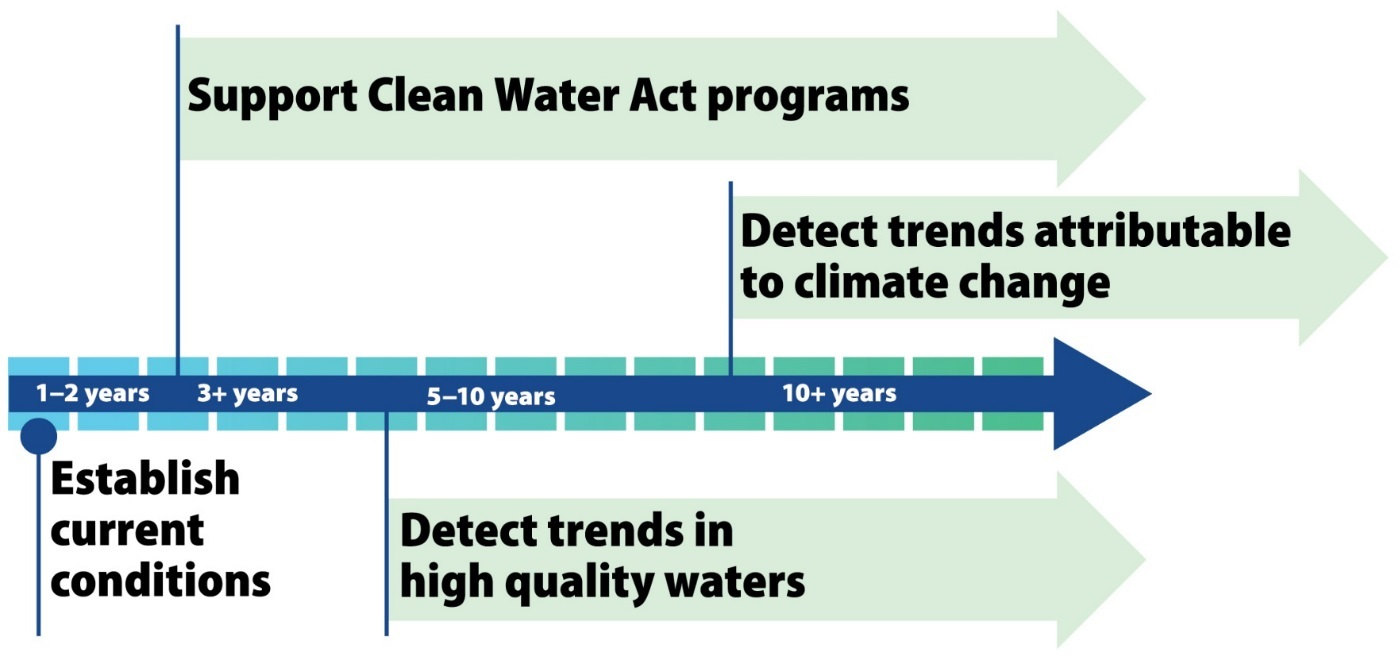 Support Clean Water Act programs
Detect trends attributable
to climate change
1–2 years
3+ years
5–10 years
10+ years
Establish
current
conditions
Detect trends in
high quality waters